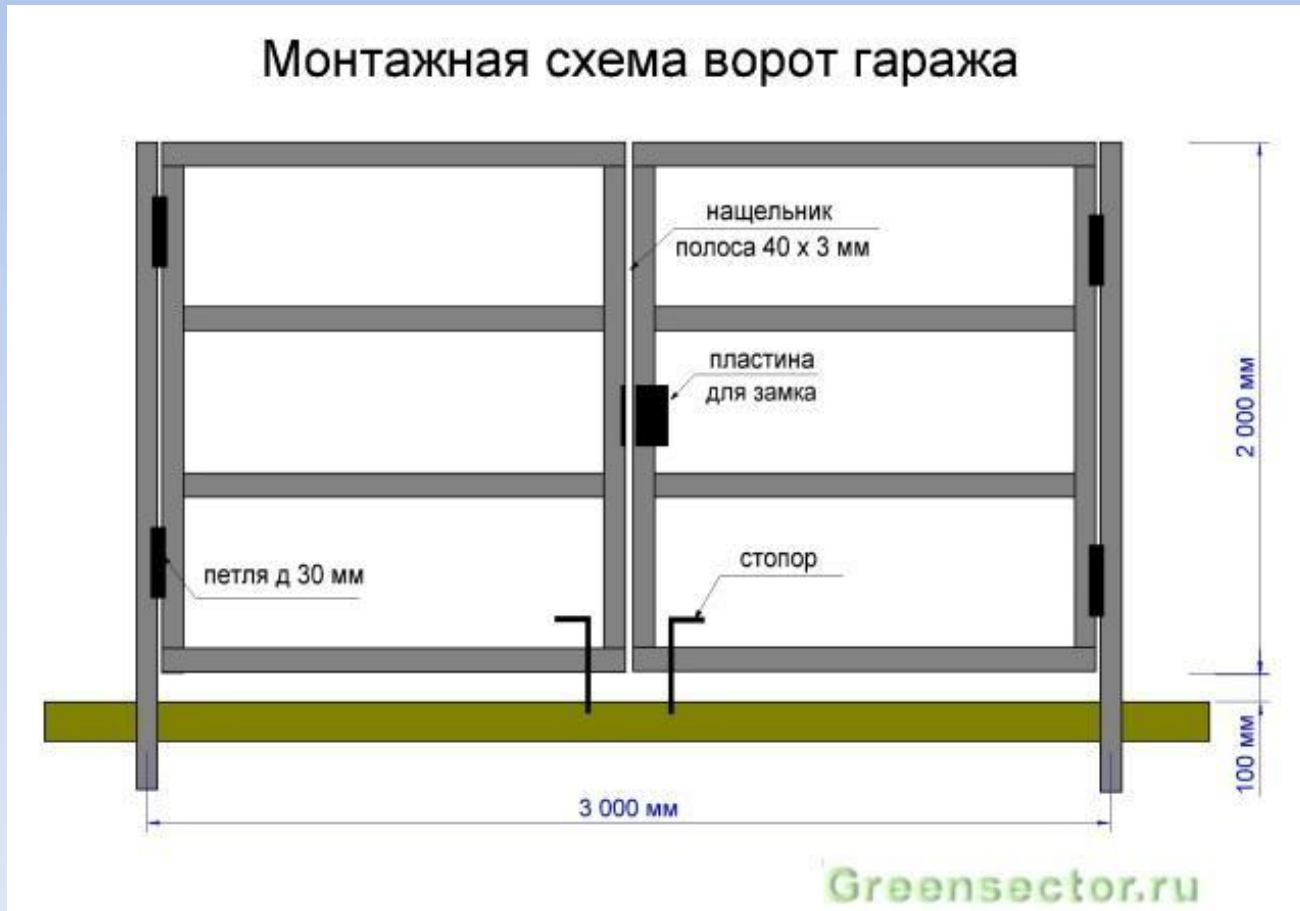 Монтажная схема ворот гаража
нащельник
полоса 40 х 3 мм
пластина
для замка
2 000 мм
петля д 30 мм
стопор
100 мм
3 000 мм
Greensector.ru